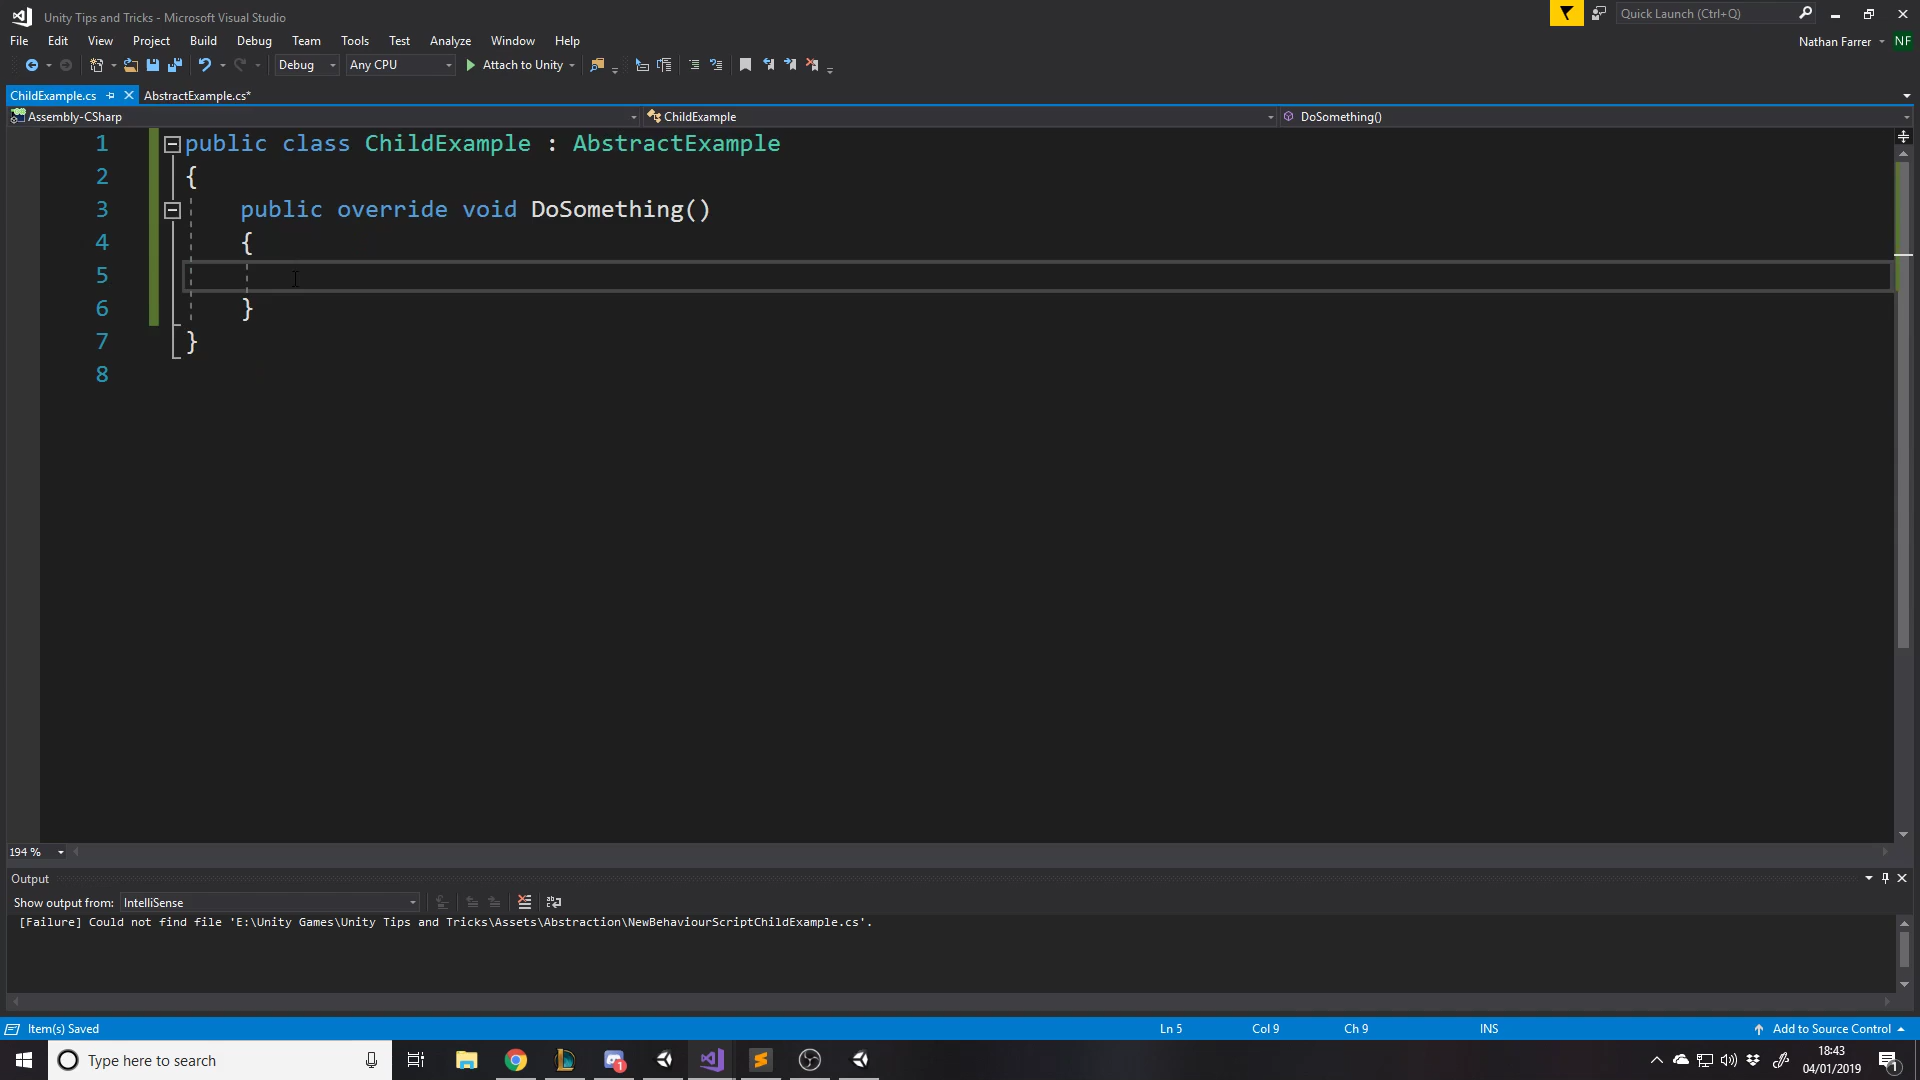 Unity Tips and Tricks - Microsoft Visual Studio
Quick Launch (Ctrl+Q)
File Edit View Project Build Debug Team Tools Test Analyze Window Help
Nathan Farrer NF
Debug Any CPU Attach to Unity
ChildExample.cs AbstractExample.cs*
Assembly-CSharp ChildExample DoSomething()
1 public class ChildExample : AbstractExample
2 {
3 public override void DoSomething()
4 {
5
6 }
7 }
8
194 %
Output
Show output from: IntelliSense
[Failure] Could not find file 'E:\Unity Games\Unity Tips and Tricks\Assets\Abstraction\NewBehaviourScriptChildExample.cs'.
Item(s) Saved Ln 5 Col 9 Ch 9 INS Add to Source Control
Type here to search
1
18:43
04/01/2019
1